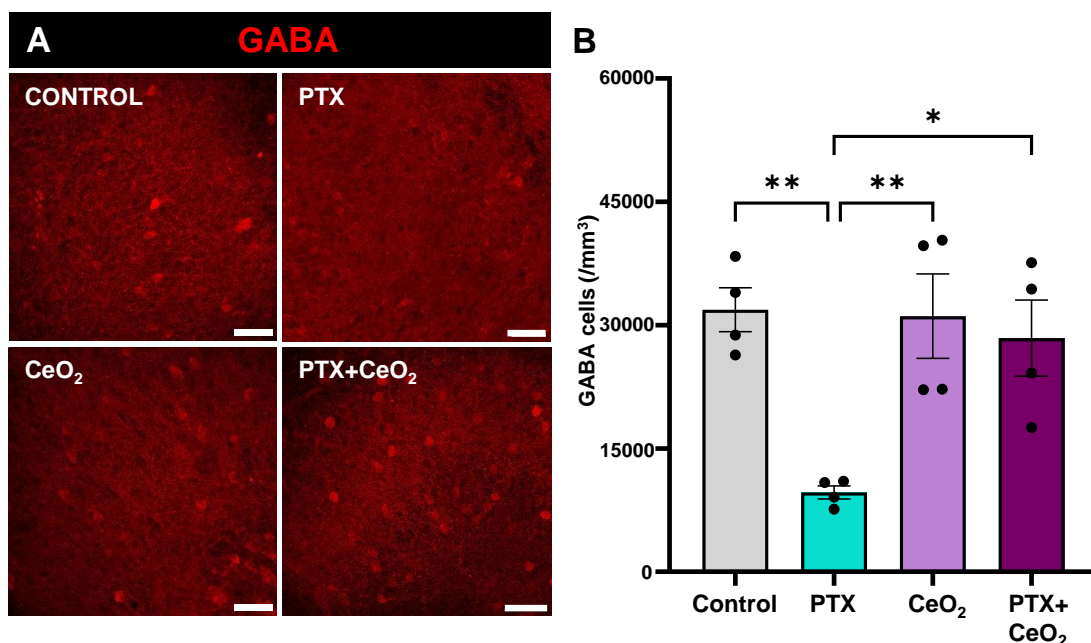 A GABA
CONTROL
PTX
CeO₂
PTX+CeO₂
B
GABA cells (/mm³)
60000
45000
30000
15000
0
*
** **
Control PTX CeO₂ PTX+
CeO₂